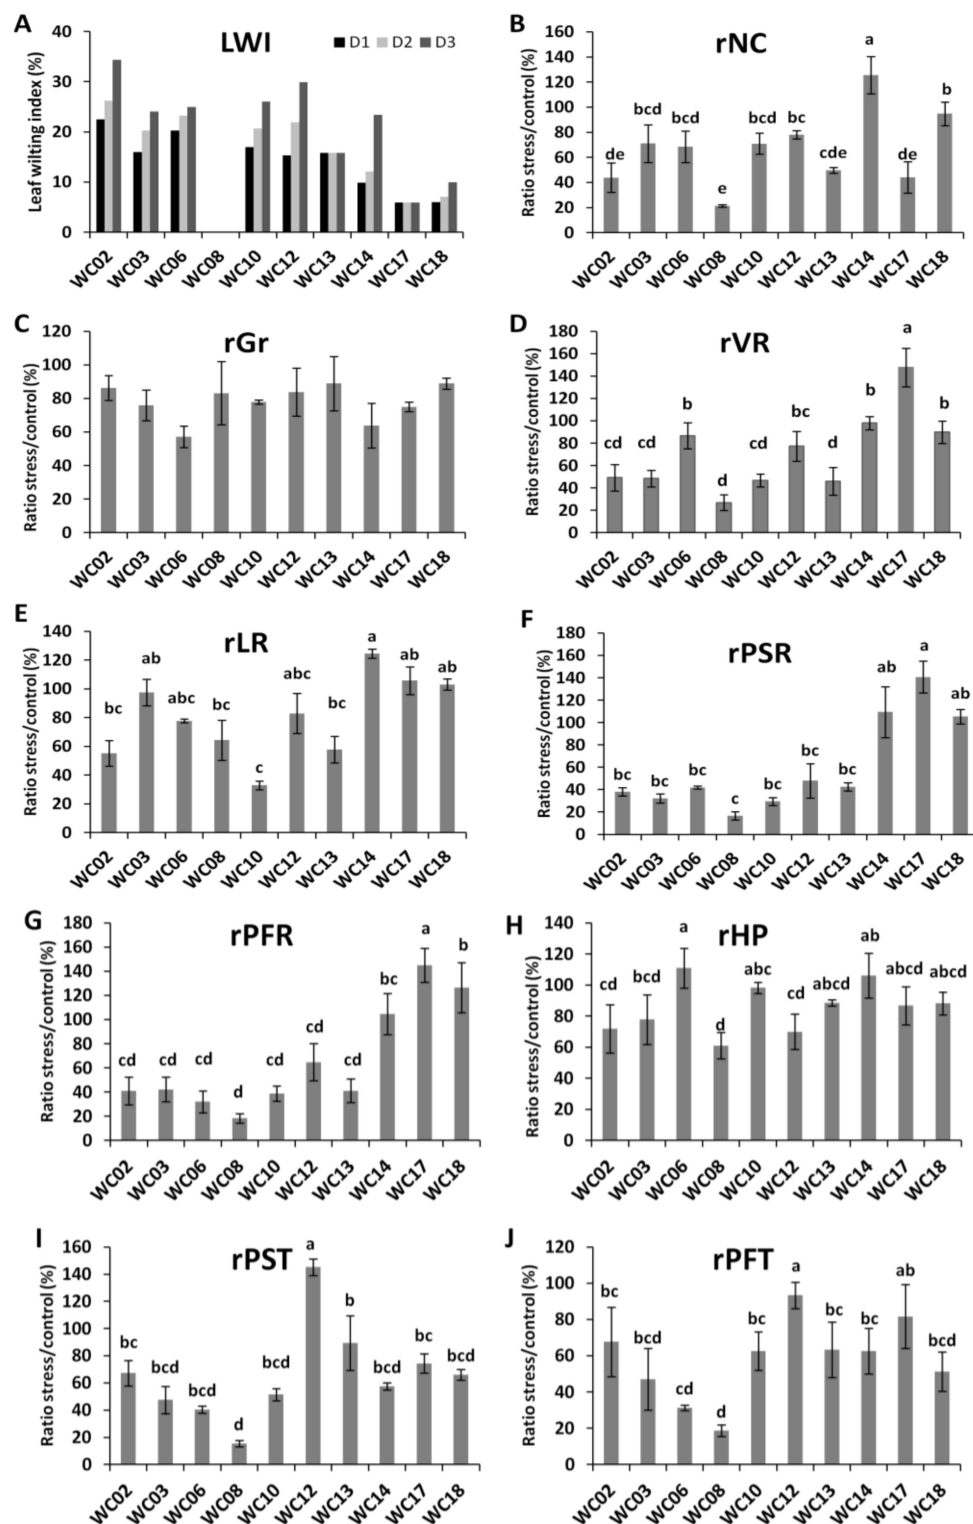 A
LWI
D1 D2 D3
Leaf wilting index (%)
40
30
20
10
0
WC02 WC03 WC06 WC08 WC10 WC12 WC13 WC14 WC17 WC18
B
rNC
Ratio stress/control (%)
160
140
120
100
80
60
40
20
0
de bcd bcd e bcd bc cde a de b
WC02 WC03 WC06 WC08 WC10 WC12 WC13 WC14 WC17 WC18
C
rGr
Ratio stress/control (%)
120
100
80
60
40
20
0
WC02 WC03 WC06 WC08 WC10 WC12 WC13 WC14 WC17 WC18
D
rVR
Ratio stress/control (%)
180
160
140
120
100
80
60
40
20
0
cd cd b d cd bc d b a b
WC02 WC03 WC06 WC08 WC10 WC12 WC13 WC14 WC17 WC18
E
rLR
Ratio stress/control (%)
140
120
100
80
60
40
20
0
bc ab abc bc c abc bc a ab ab
WC02 WC03 WC06 WC08 WC10 WC12 WC13 WC14 WC17 WC18
F
rPSR
Ratio stress/control (%)
180
160
140
120
100
80
60
40
20
0
bc bc bc c bc bc bc ab a ab
WC02 WC03 WC06 WC08 WC10 WC12 WC13 WC14 WC17 WC18
G
rPFR
Ratio stress/control (%)
180
160
140
120
100
80
60
40
20
0
cd cd cd d cd cd cd bc a b
WC02 WC03 WC06 WC08 WC10 WC12 WC13 WC14 WC17 WC18
H
rHP
Ratio stress/control (%)
140
120
100
80
60
40
20
0
cd bcd a d abc cd abcd ab abcd abcd
WC02 WC03 WC06 WC08 WC10 WC12 WC13 WC14 WC17 WC18
I
rPST
Ratio stress/control (%)
160
140
120
100
80
60
40
20
0
bc bcd bcd d bcd a b bcd bc bcd
WC02 WC03 WC06 WC08 WC10 WC12 WC13 WC14 WC17 WC18
J
rPFT
Ratio stress/control (%)
120
100
80
60
40
20
0
bc bcd cd d bc a bc bc ab bcd
WC02 WC03 WC06 WC08 WC10 WC12 WC13 WC14 WC17 WC18